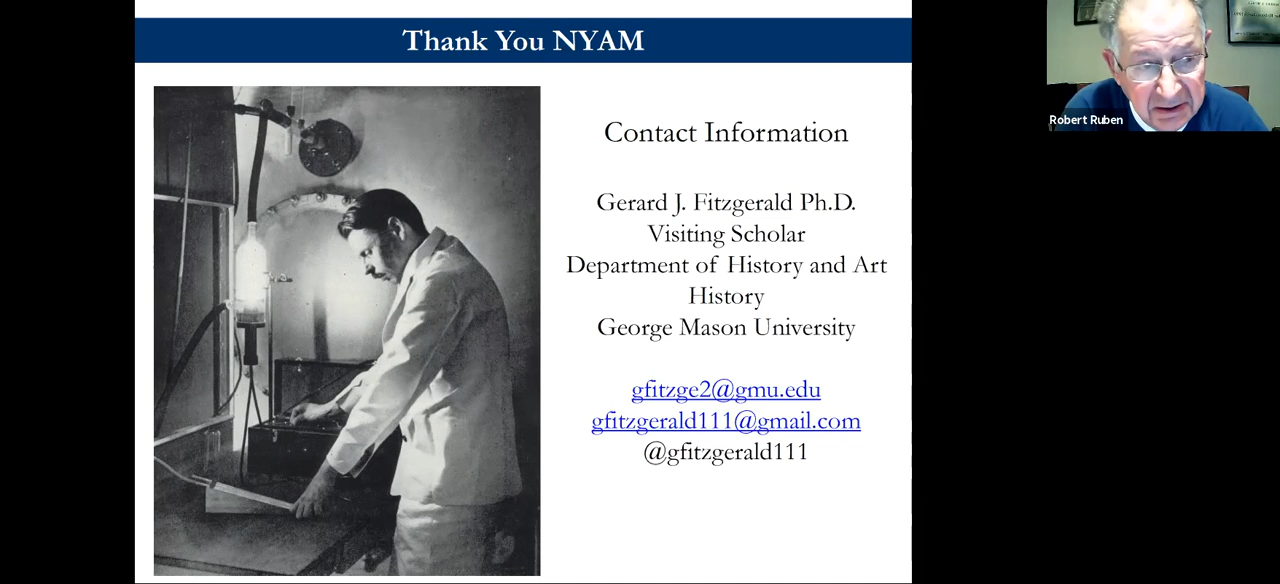 Thank You NYAM
Contact Information
Gerard J. Fitzgerald Ph.D.
Visiting Scholar
Department of History and Art
History
George Mason University
gfitzge2@gmu.edu
gfitzgerald111@gmail.com
@gfitzgerald111
Robert Ruben